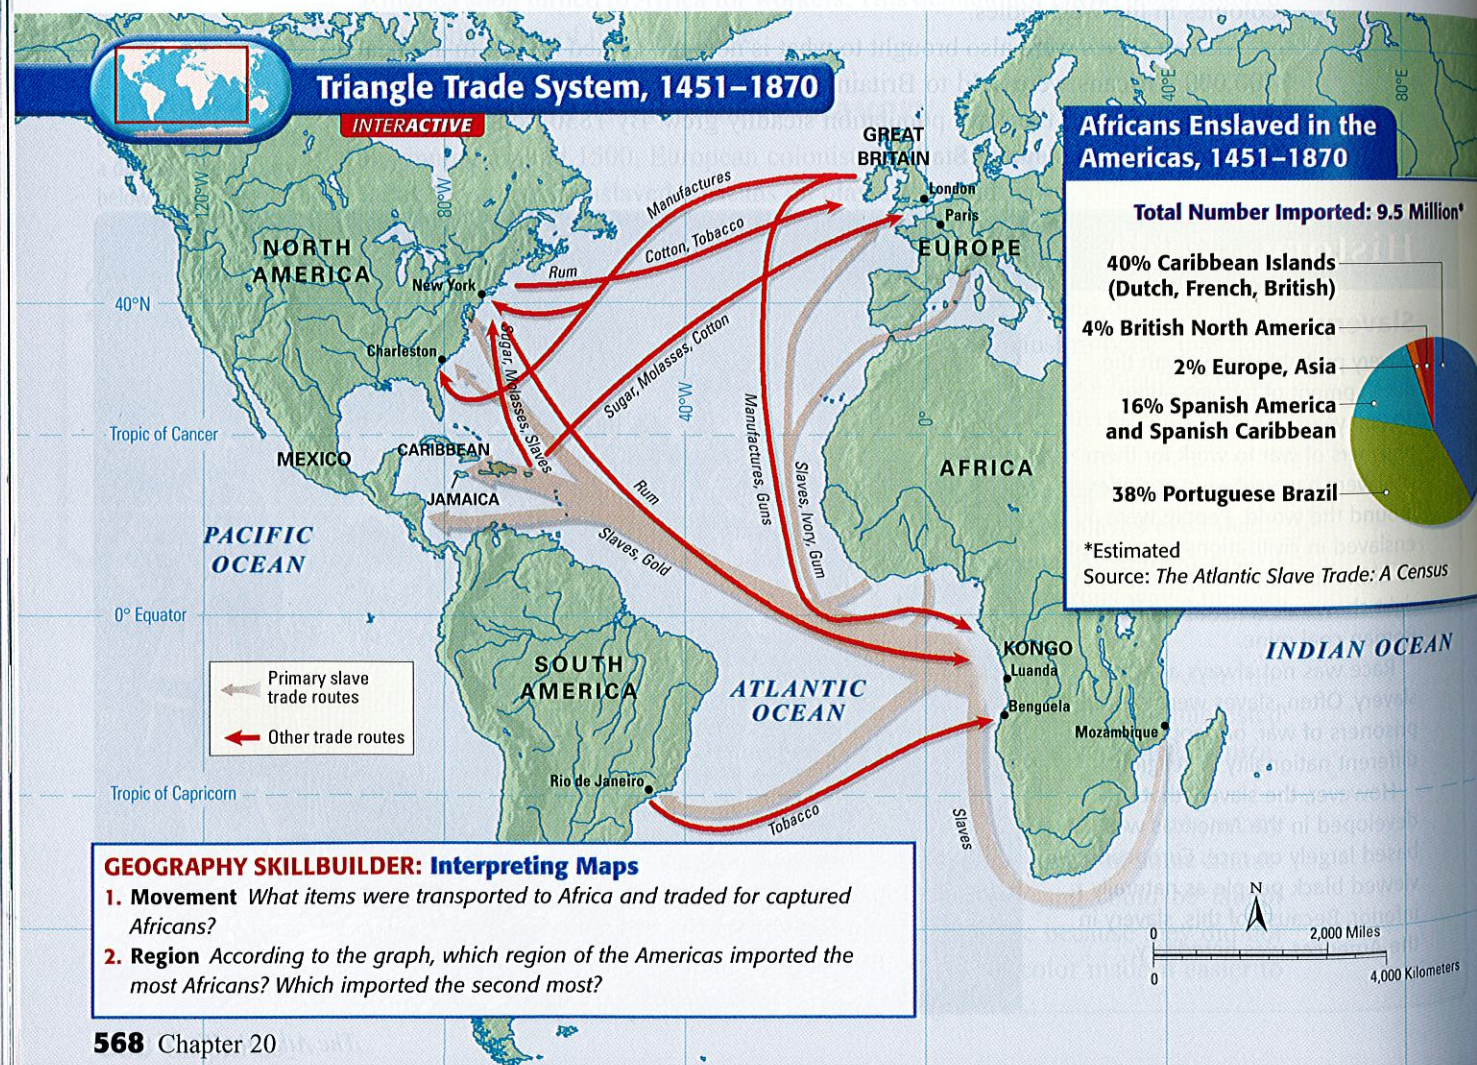 Triangle Trade System, 1451–1870
INTERACTIVE
120°W
80°W
40°W
0°
40°E
80°E
40°N
Tropic of Cancer
0° Equator
Tropic of Capricorn
NORTH
AMERICA
New York
Charleston
MEXICO
CARIBBEAN
JAMAICA
PACIFIC
OCEAN
SOUTH
AMERICA
Rio de Janeiro
ATLANTIC
OCEAN
GREAT
BRITAIN
London
Paris
EUROPE
AFRICA
KONGO
Luanda
Benguela
Mozambique
INDIAN OCEAN
Manufactures
Cotton, Tobacco
Rum
Sugar, Molasses, Cotton
Sugar, Molasses, Slaves
Rum
Slaves, Gold
Manufactures, Guns
Slaves, Ivory, Gum
Tobacco
Slaves
Primary slave
trade routes
Other trade routes
Africans Enslaved in the
Americas, 1451–1870
Total Number Imported: 9.5 Million*
40% Caribbean Islands
(Dutch, French, British)
4% British North America
2% Europe, Asia
16% Spanish America
and Spanish Caribbean
38% Portuguese Brazil
*Estimated
Source: The Atlantic Slave Trade: A Census
N
0 2,000 Miles
0 4,000 Kilometers
GEOGRAPHY SKILLBUILDER: Interpreting Maps
1. Movement What items were transported to Africa and traded for captured
Africans?
2. Region According to the graph, which region of the Americas imported the
most Africans? Which imported the second most?
568 Chapter 20